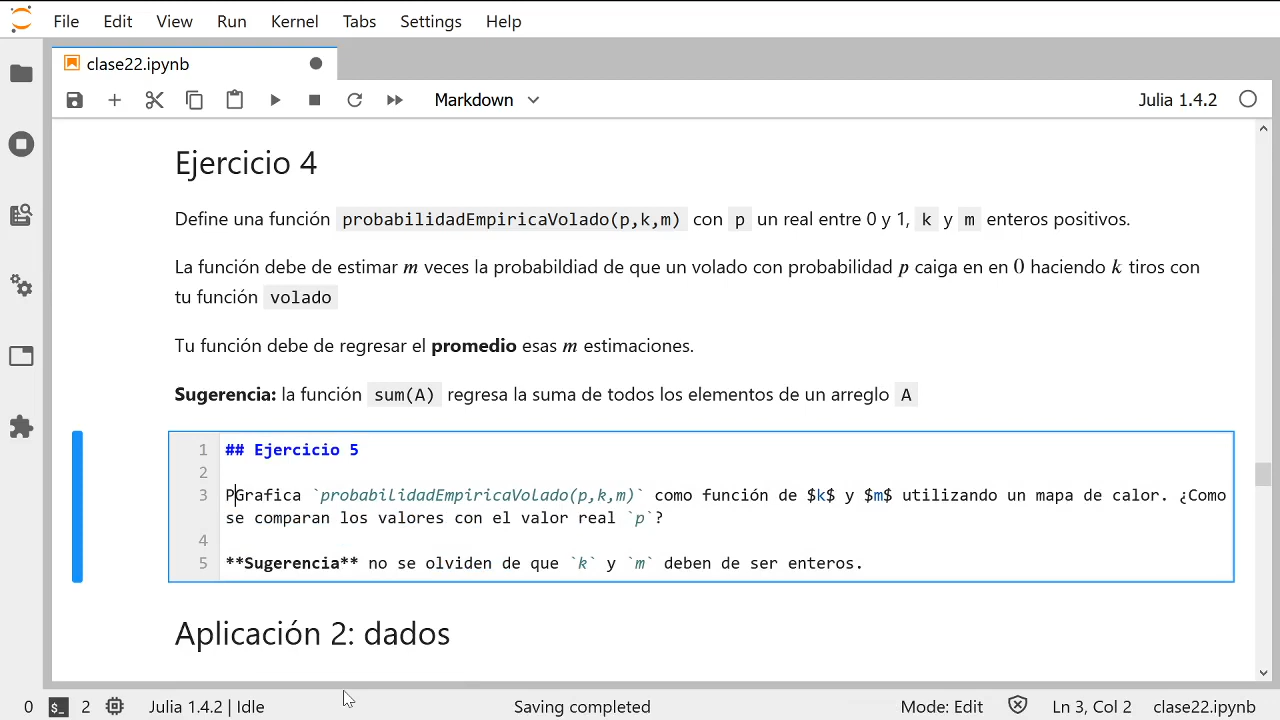 File Edit View Run Kernel Tabs Settings Help
clase22.ipynb
Markdown
Julia 1.4.2
Ejercicio 4
Define una función probabilidadEmpiricaVolado(p,k,m) con p un real entre 0 y 1, k y m enteros positivos.
La función debe de estimar m veces la probabildiad de que un volado con probabilidad p caiga en en 0 haciendo k tiros con
tu función volado
Tu función debe de regresar el promedio esas m estimaciones.
Sugerencia: la función sum(A) regresa la suma de todos los elementos de un arreglo A
1 ## Ejercicio 5
2
3 PGrafica `probabilidadEmpiricaVolado(p,k,m)` como función de $k$ y $m$ utilizando un mapa de calor. ¿Como
se comparan los valores con el valor real `p`?
4
5 **Sugerencia** no se olviden de que `k` y `m` deben de ser enteros.
Aplicación 2: dados
0 $_ 2 Julia 1.4.2 | Idle Saving completed Mode: Edit Ln 3, Col 2 clase22.ipynb